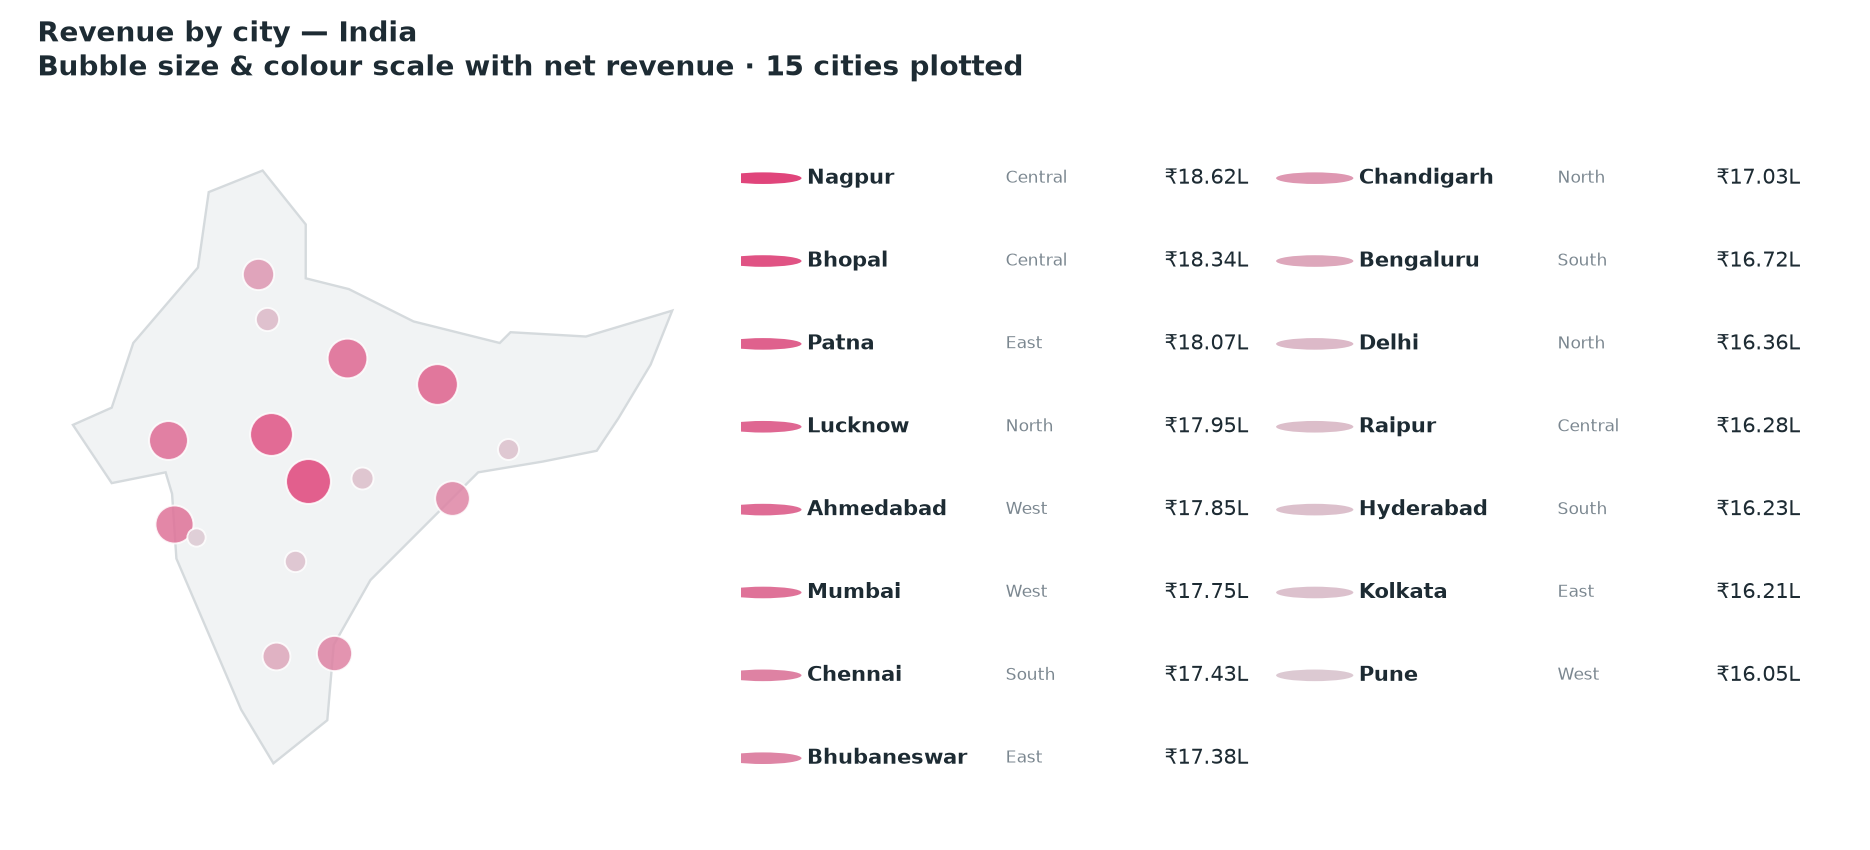 Revenue by city — India
Bubble size & colour scale with net revenue · 15 cities plotted
Nagpur Central ₹18.62L
Bhopal Central ₹18.34L
Patna East ₹18.07L
Lucknow North ₹17.95L
Ahmedabad West ₹17.85L
Mumbai West ₹17.75L
Chennai South ₹17.43L
Bhubaneswar East ₹17.38L
Chandigarh North ₹17.03L
Bengaluru South ₹16.72L
Delhi North ₹16.36L
Raipur Central ₹16.28L
Hyderabad South ₹16.23L
Kolkata East ₹16.21L
Pune West ₹16.05L